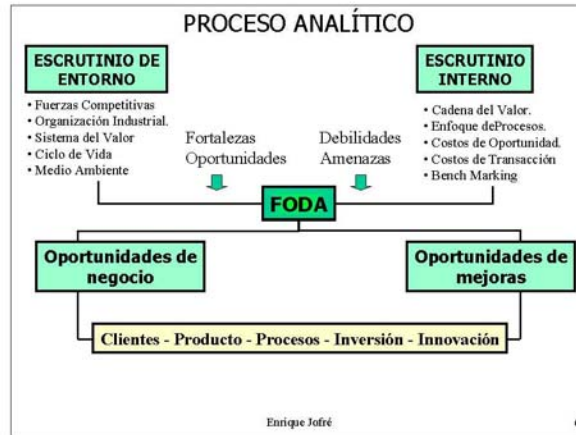 PROCESO ANALÍTICO
ESCRUTINIO DE
ENTORNO
• Fuerzas Competitivas
• Organización Industrial.
• Sistema del Valor
• Ciclo de Vida
• Medio Ambiente
Fortalezas
Oportunidades
Debilidades
Amenazas
ESCRUTINIO
INTERNO
• Cadena del Valor.
• Enfoque deProcesos.
• Costos de Oportunidad.
• Costos de Transacción
• Bench Marking
FODA
Oportunidades de
negocio
Oportunidades de
mejoras
Clientes - Producto - Procesos - Inversión - Innovación
Enrique Jofré